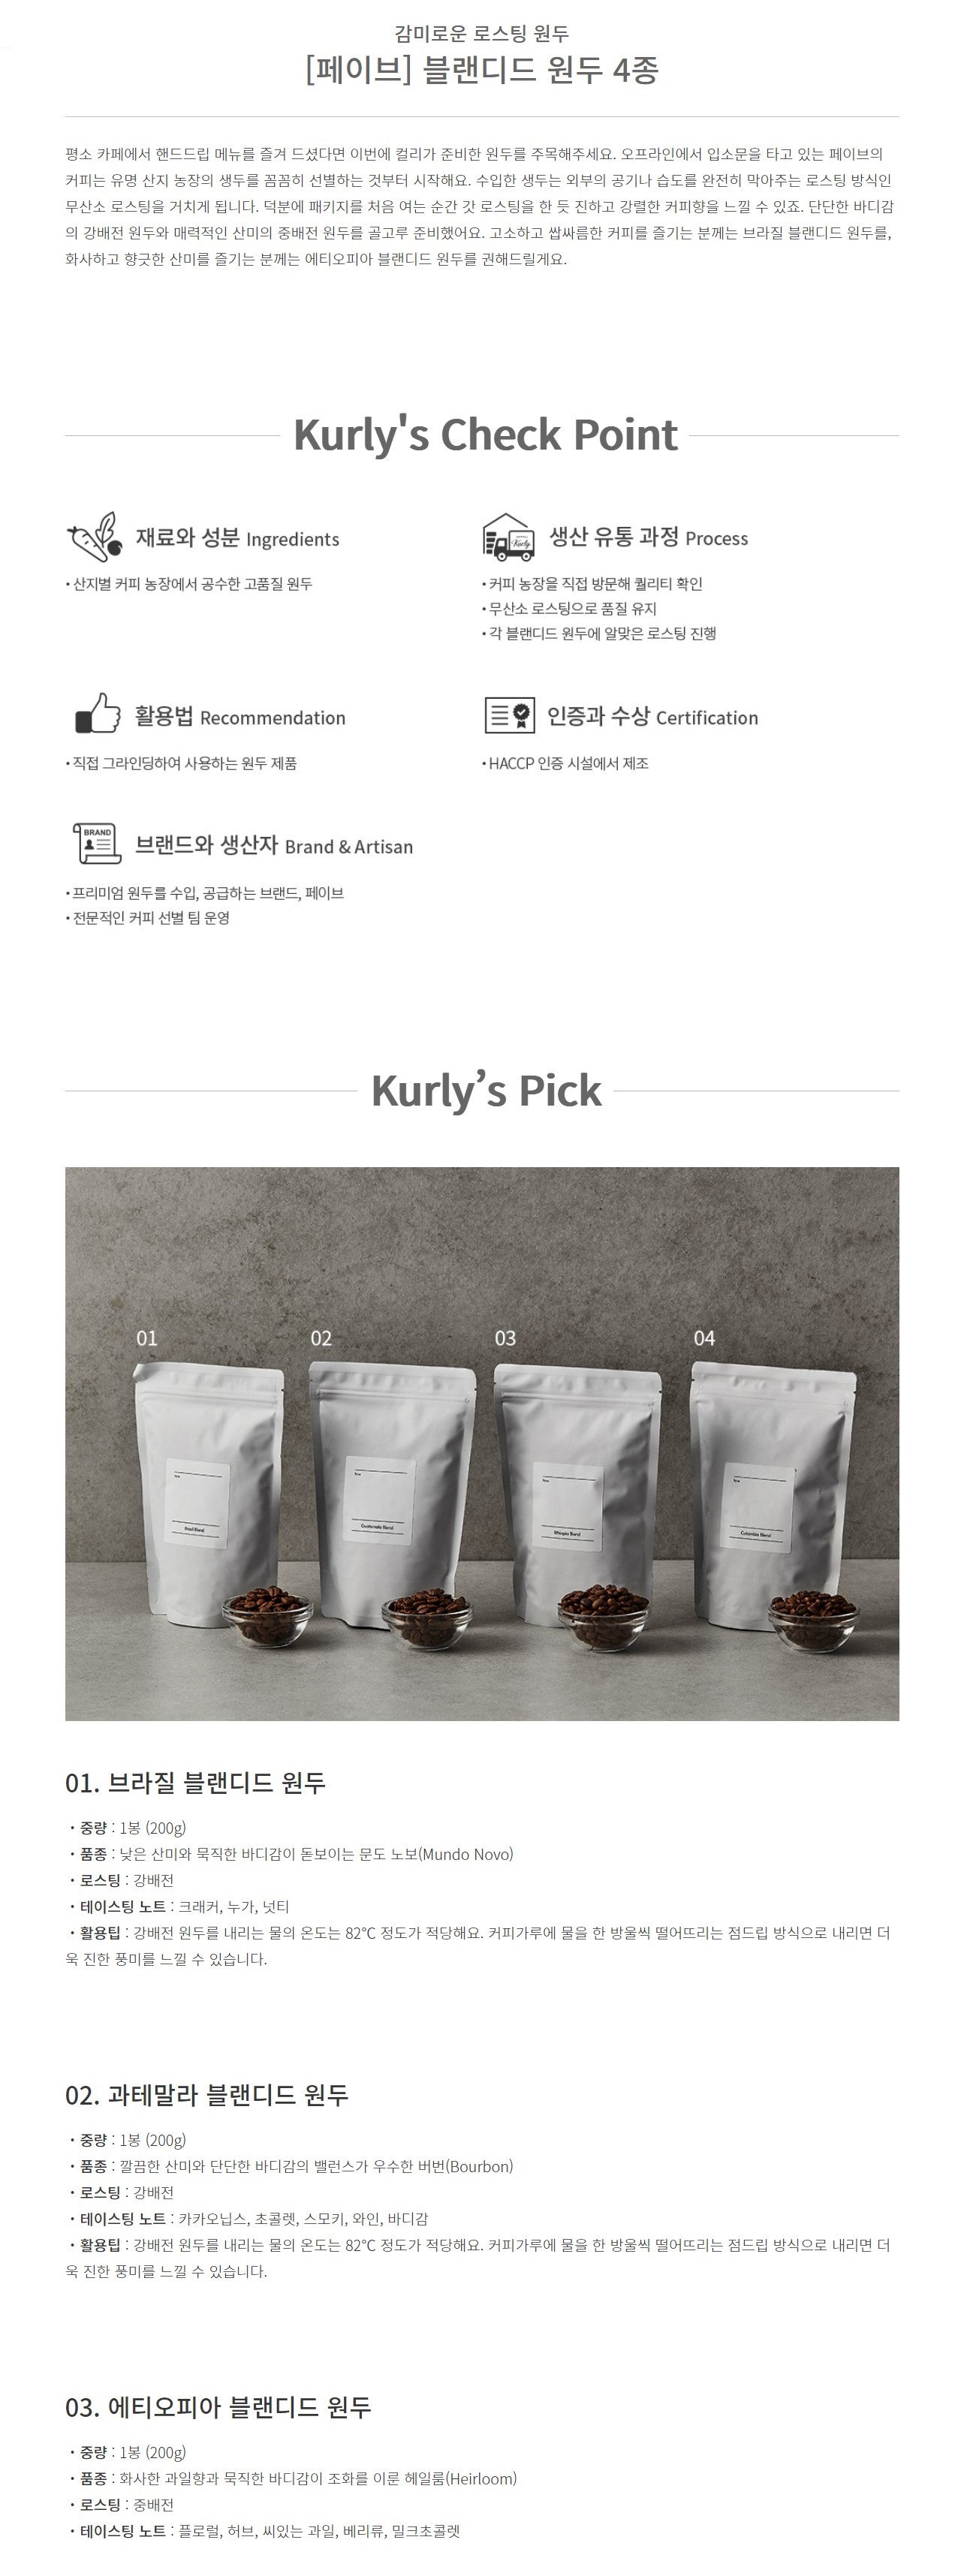 감미로운 로스팅 원두
[페이브] 블랜디드 원두 4종
평소 카페에서 핸드드립 메뉴를 즐겨 드셨다면 이번에 컬리가 준비한 원두를 주목해주세요. 오프라인에서 입소문을 타고 있는 페이브의
커피는 유명 산지 농장의 생두를 꼼꼼히 선별하는 것부터 시작해요. 수입한 생두는 외부의 공기나 습도를 완전히 막아주는 로스팅 방식인
무산소 로스팅을 거치게 됩니다. 덕분에 패키지를 처음 여는 순간 갓 로스팅을 한 듯 진하고 강렬한 커피향을 느낄 수 있죠. 단단한 바디감
의 강배전 원두와 매력적인 산미의 중배전 원두를 골고루 준비했어요. 고소하고 쌉싸름한 커피를 즐기는 분께는 브라질 블랜디드 원두를,
화사하고 향긋한 산미를 즐기는 분께는 에티오피아 블랜디드 원두를 권해드릴게요.
Kurly's Check Point
재료와 성분 Ingredients
• 산지별 커피 농장에서 공수한 고품질 원두
Kurly
생산 유통 과정 Process
• 커피 농장을 직접 방문해 퀄리티 확인
• 무산소 로스팅으로 품질 유지
• 각 블랜디드 원두에 알맞은 로스팅 진행
활용법 Recommendation
• 직접 그라인딩하여 사용하는 원두 제품
인증과 수상 Certification
• HACCP 인증 시설에서 제조
BRAND
브랜드와 생산자 Brand & Artisan
• 프리미엄 원두를 수입, 공급하는 브랜드, 페이브
• 전문적인 커피 선별 팀 운영
Kurly’s Pick
01
02
03
04
Brazil Blend
Guatemala Blend
Ethiopia Blend
Colombia Blend
01. 브라질 블랜디드 원두
・중량 : 1봉 (200g)
・품종 : 낮은 산미와 묵직한 바디감이 돋보이는 문도 노보(Mundo Novo)
・로스팅 : 강배전
・테이스팅 노트 : 크래커, 누가, 넛티
・활용팁 : 강배전 원두를 내리는 물의 온도는 82℃ 정도가 적당해요. 커피가루에 물을 한 방울씩 떨어뜨리는 점드립 방식으로 내리면 더
욱 진한 풍미를 느낄 수 있습니다.
02. 과테말라 블랜디드 원두
・중량 : 1봉 (200g)
・품종 : 깔끔한 산미와 단단한 바디감의 밸런스가 우수한 버번(Bourbon)
・로스팅 : 강배전
・테이스팅 노트 : 카카오닙스, 초콜렛, 스모키, 와인, 바디감
・활용팁 : 강배전 원두를 내리는 물의 온도는 82℃ 정도가 적당해요. 커피가루에 물을 한 방울씩 떨어뜨리는 점드립 방식으로 내리면 더
욱 진한 풍미를 느낄 수 있습니다.
03. 에티오피아 블랜디드 원두
・중량 : 1봉 (200g)
・품종 : 화사한 과일향과 묵직한 바디감이 조화를 이룬 헤일룸(Heirloom)
・로스팅 : 중배전
・테이스팅 노트 : 플로럴, 허브, 씨있는 과일, 베리류, 밀크초콜렛